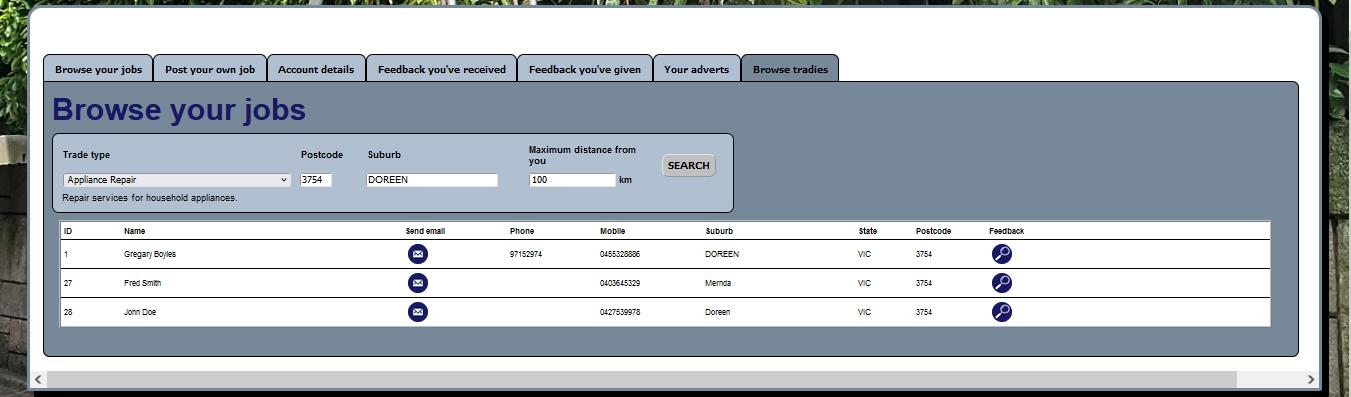 Browse your jobs Post your own job Account details Feedback you've received Feedback you've given Your adverts Browse tradies
Browse your jobs
Trade type Postcode Suburb Maximum distance from
you
SEARCH
Appliance Repair 3754 DOREEN 100 km
Repair services for household appliances.
ID Name Send email Phone Mobile Suburb State Postcode Feedback
1 Gregary Boyles 97152974 0455328886 DOREEN VIC 3754
27 Fred Smith 0403645329 Mernda VIC 3754
28 John Doe 0427539978 Doreen VIC 3754